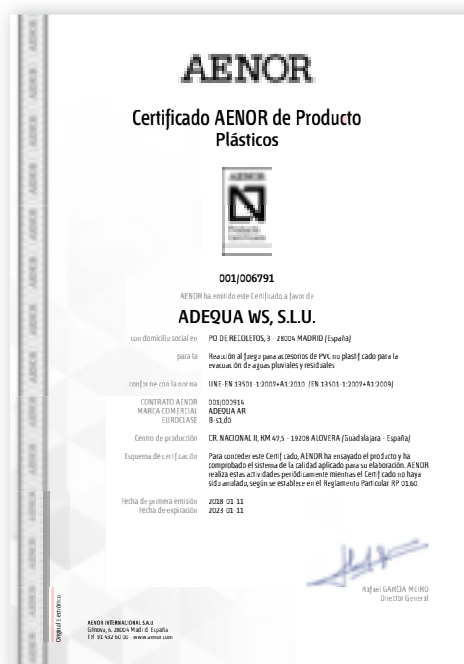 AENOR
Certificado AENOR de Producto
Plásticos
AENOR
Producto
Certificado
001/006791
AENOR ha emitido este Certificado a favor de
ADEQUA WS, S.L.U.
con domicilio social en PO DE RECOLETOS, 3 - 28004 MADRID (España)
para la Reacción al fuego para accesorios de PVC no plastificado para la
evacuación de aguas pluviales y residuales
conforme con la norma UNE-EN 13501-1:2007+A1:2010 (EN 13501-1:2007+A1:2009)
CONTRATO AENOR 001/000914
MARCA COMERCIAL ADEQUA AR
EUROCLASE B-s1,d0
Centro de producción CR. NACIONAL II, KM 47,5 - 19208 ALOVERA (Guadalajara - España)
Esquema de certificación Para conceder este Certificado, AENOR ha ensayado el producto y ha
comprobado el sistema de la calidad aplicado para su elaboración. AENOR
realiza estas actividades periódicamente mientras el Certificado no haya
sido anulado, según se establece en el Reglamento Particular RP 01.60.
Fecha de primera emisión 2018-01-11
Fecha de expiración 2023-01-11
Rafael GARCÍA MEIRO
Director General
Original Electrónico
AENOR INTERNACIONAL S.A.U.
Génova, 6. 28004 Madrid. España
Tel. 91 432 60 00.- www.aenor.com